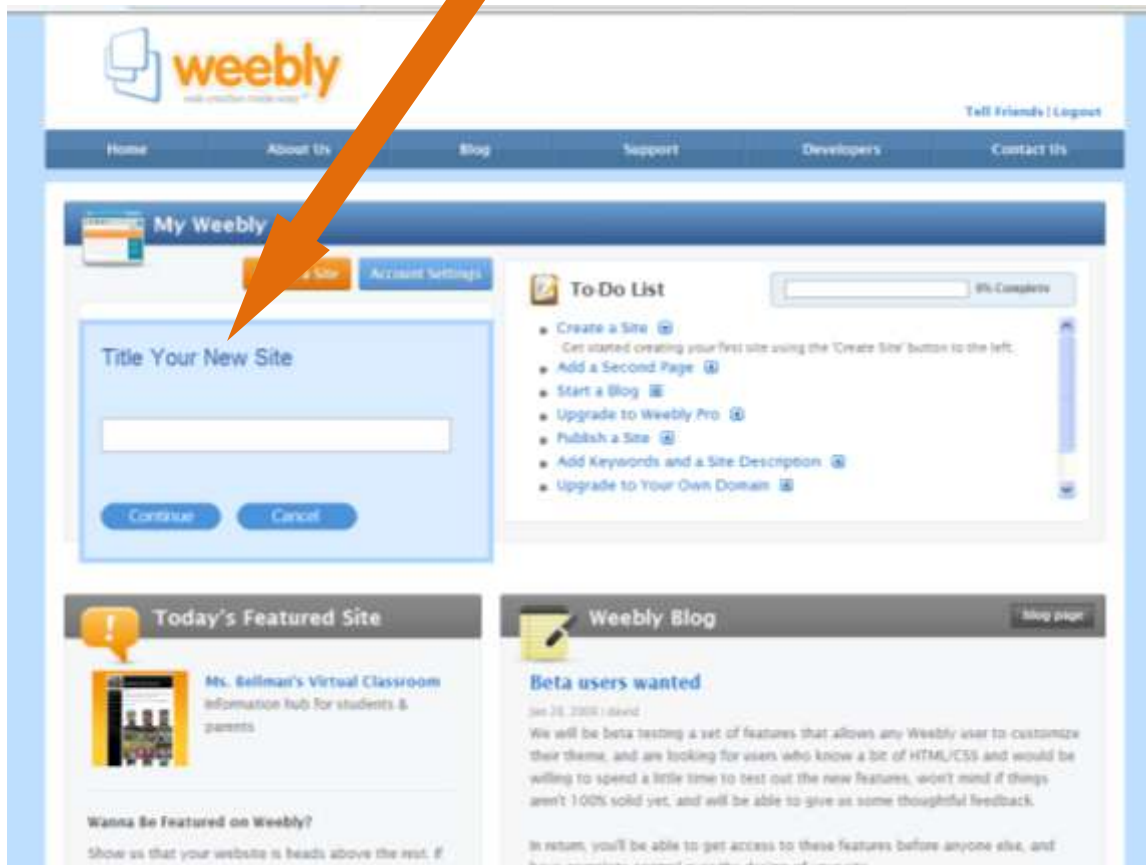 weebly
Tell Friends | Logout
Home About Us Blog Support Developers Contact Us
My Weebly
Site Account Settings
To-Do List
0% Complete
Create a Site
Get started creating your first site using the 'Create Site' button to the left.
Add a Second Page
Start a Blog
Upgrade to Weebly Pro
Publish a Site
Add Keywords and a Site Description
Upgrade to Your Own Domain
Title Your New Site
Continue Cancel
Today's Featured Site
Ms. Bellman's Virtual Classroom
Information hub for students &
parents
Wanna Be Featured on Weebly?
Show us that your website is heads above the rest. If
Weebly Blog
blog page
Beta users wanted
david
We will be beta testing a set of features that allows any Weebly user to customize
their theme, and are looking for users who know a bit of HTML/CSS and would be
willing to spend a little time to test out the new features, won't mind if things
aren't 100% solid yet, and will be able to give us some thoughtful feedback.
In return, you'll be able to get access to these features before anyone else, and